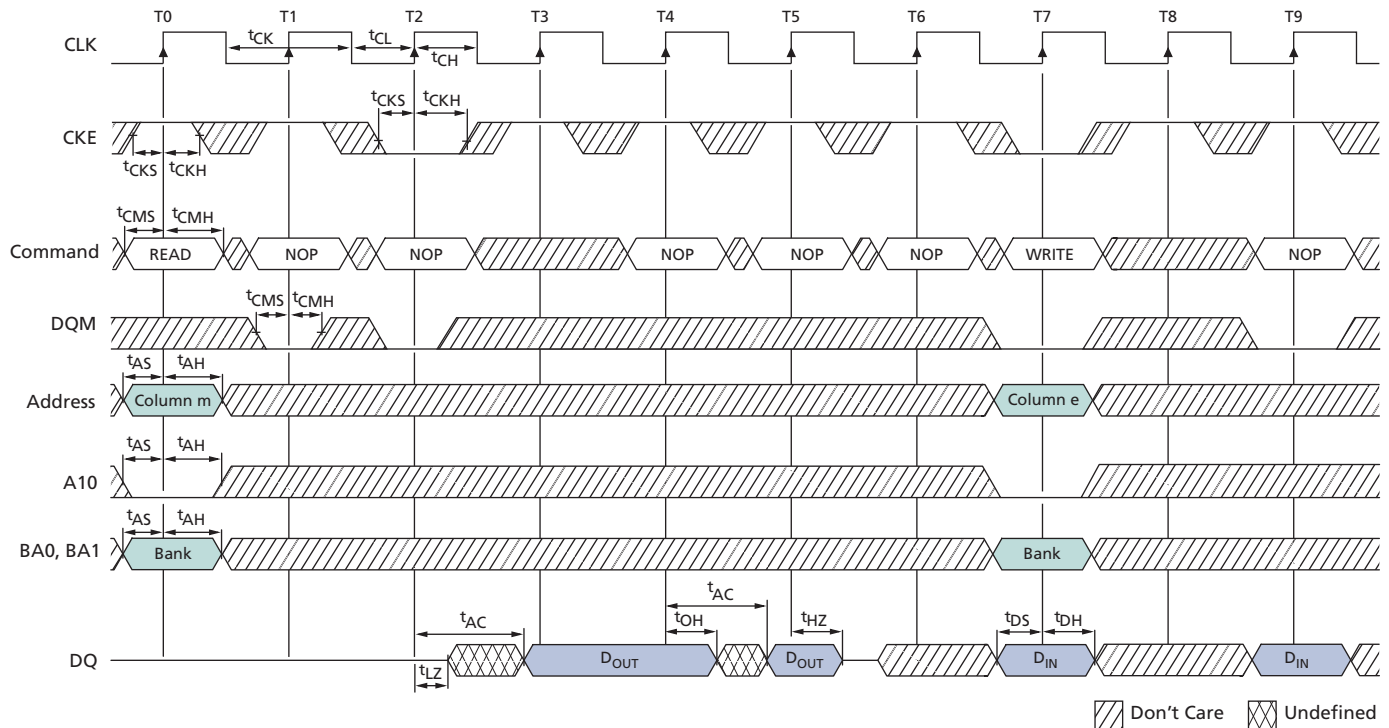 T0 T1 T2 T3 T4 T5 T6 T7 T8 T9
CLK tCK tCL tCH
tCKS tCKH
CKE
tCKS tCKH
tCMS tCMH
Command READ NOP NOP NOP NOP NOP WRITE NOP
tCMS tCMH
DQM
tAS tAH
Address Column m Column e
tAS tAH
A10
tAS tAH
BA0, BA1 Bank Bank
tAC
tAC tOH tHZ tDS tDH
DQ DOUT DOUT DIN DIN
tLZ
Don't Care Undefined